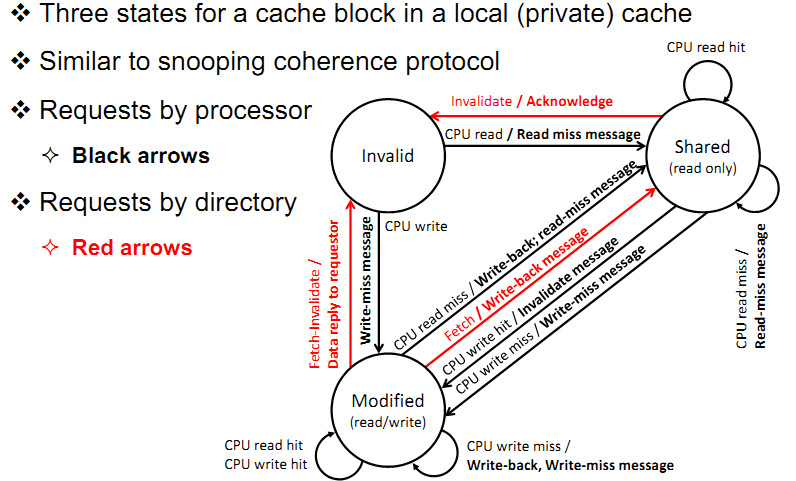 ❖ Three states for a cache block in a local (private) cache
❖ Similar to snooping coherence protocol
❖ Requests by processor
✧ Black arrows
❖ Requests by directory
✧ Red arrows
CPU read hit
Invalidate / Acknowledge
CPU read / Read miss message
Invalid
Shared
(read only)
CPU write
Write-miss message
Fetch-Invalidate /
Data reply to requestor
CPU read miss / Write-back; read-miss message
Fetch / Write-back message
CPU write hit / Invalidate message
CPU write miss / Write-miss message
CPU read miss /
Read-miss message
Modified
(read/write)
CPU read hit
CPU write hit
CPU write miss /
Write-back, Write-miss message